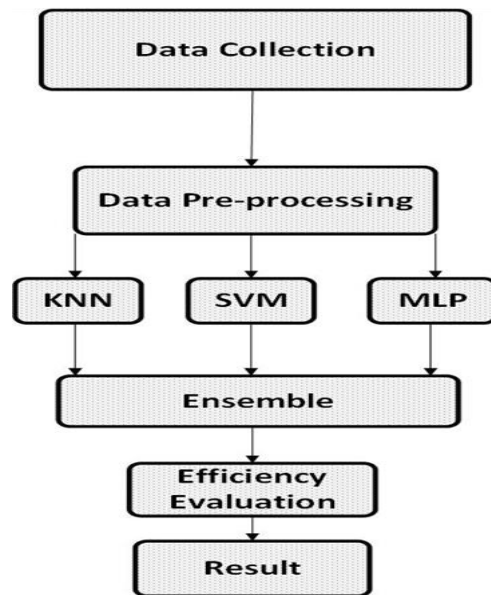 Data Collection
Data Pre-processing
KNN
SVM
MLP
Ensemble
Efficiency
Evaluation
Result